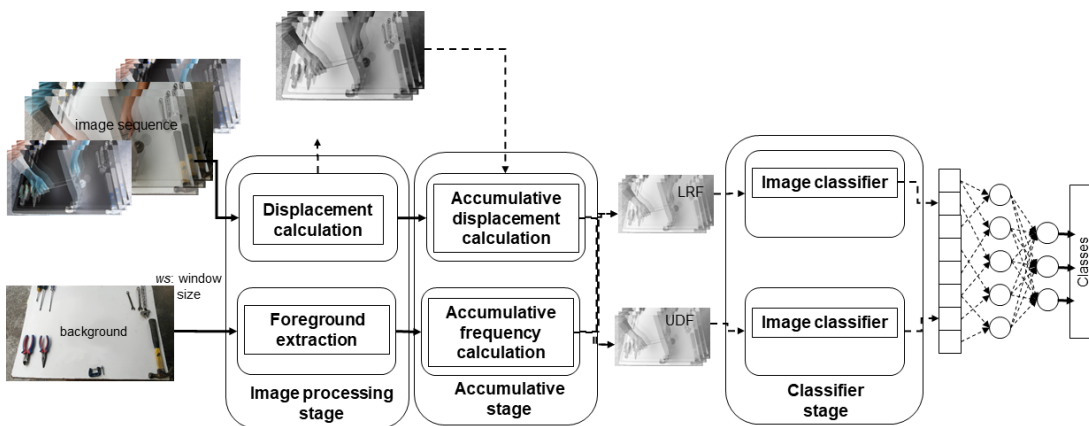 image sequence
ws: window
size
background
Displacement
calculation
Foreground
extraction
Image processing
stage
Accumulative
displacement
calculation
Accumulative
frequency
calculation
Accumulative
stage
LRF
UDF
Image classifier
Image classifier
Classifier
stage
Classes